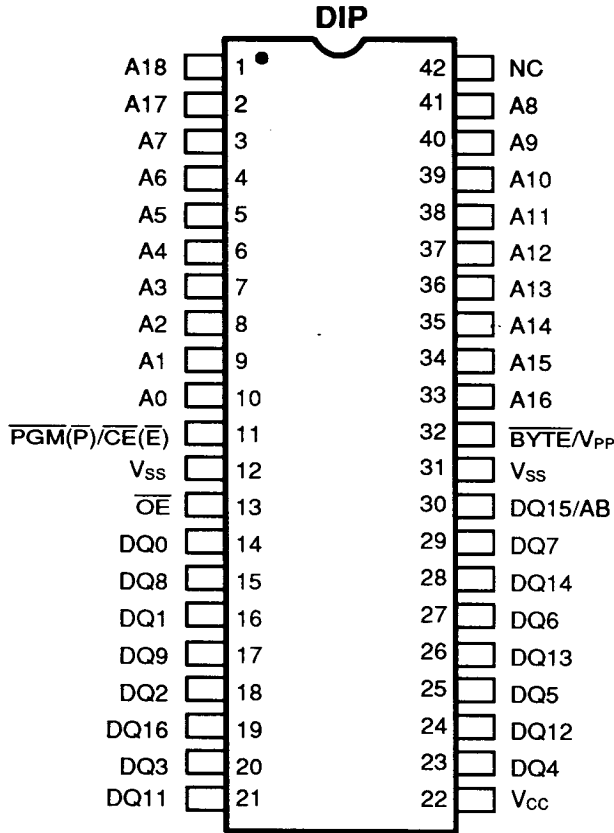 DIP
A18 1 42 NC
A17 2 41 A8
A7 3 40 A9
A6 4 39 A10
A5 5 38 A11
A4 6 37 A12
A3 7 36 A13
A2 8 35 A14
A1 9 34 A15
A0 10 33 A16
PGM(P)/CE(E) 11 32 BYTE/VPP
VSS 12 31 VSS
OE 13 30 DQ15/AB
DQ0 14 29 DQ7
DQ8 15 28 DQ14
DQ1 16 27 DQ6
DQ9 17 26 DQ13
DQ2 18 25 DQ5
DQ16 19 24 DQ12
DQ3 20 23 DQ4
DQ11 21 22 VCC